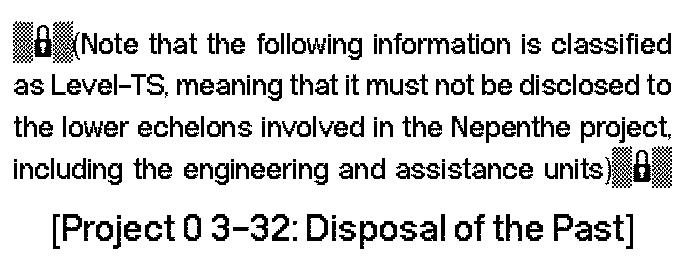 ▒🔒▒(Note that the following information is classified
as Level-TS, meaning that it must not be disclosed to
the lower echelons involved in the Nepenthe project,
including the engineering and assistance units)▒🔒▒
[Project 0 3-32: Disposal of the Past]